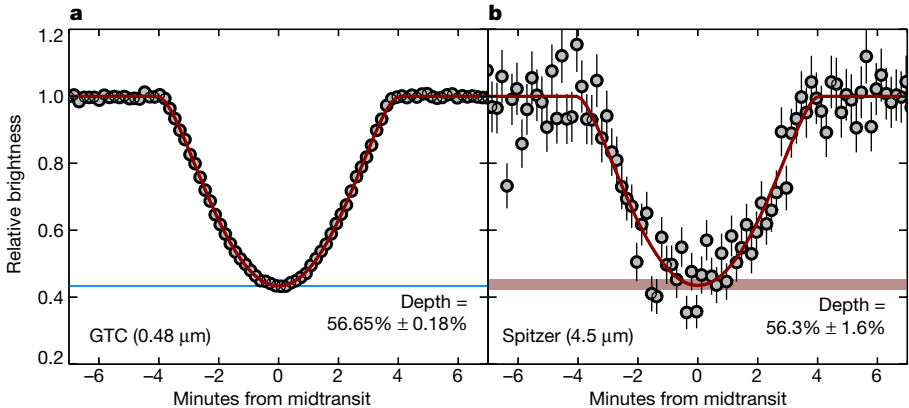 a
b
Relative brightness
1.2
1.0
0.8
0.6
0.4
0.2
Depth =
56.65% ± 0.18%
GTC (0.48 μm)
Depth =
56.3% ± 1.6%
Spitzer (4.5 μm)
−6 −4 −2 0 2 4 6
−6 −4 −2 0 2 4 6
Minutes from midtransit
Minutes from midtransit